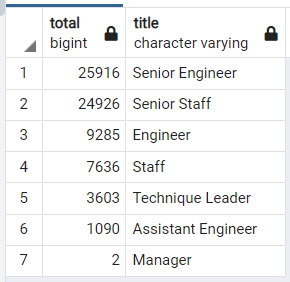 total title
bigint character varying
1 25916 Senior Engineer
2 24926 Senior Staff
3 9285 Engineer
4 7636 Staff
5 3603 Technique Leader
6 1090 Assistant Engineer
7 2 Manager